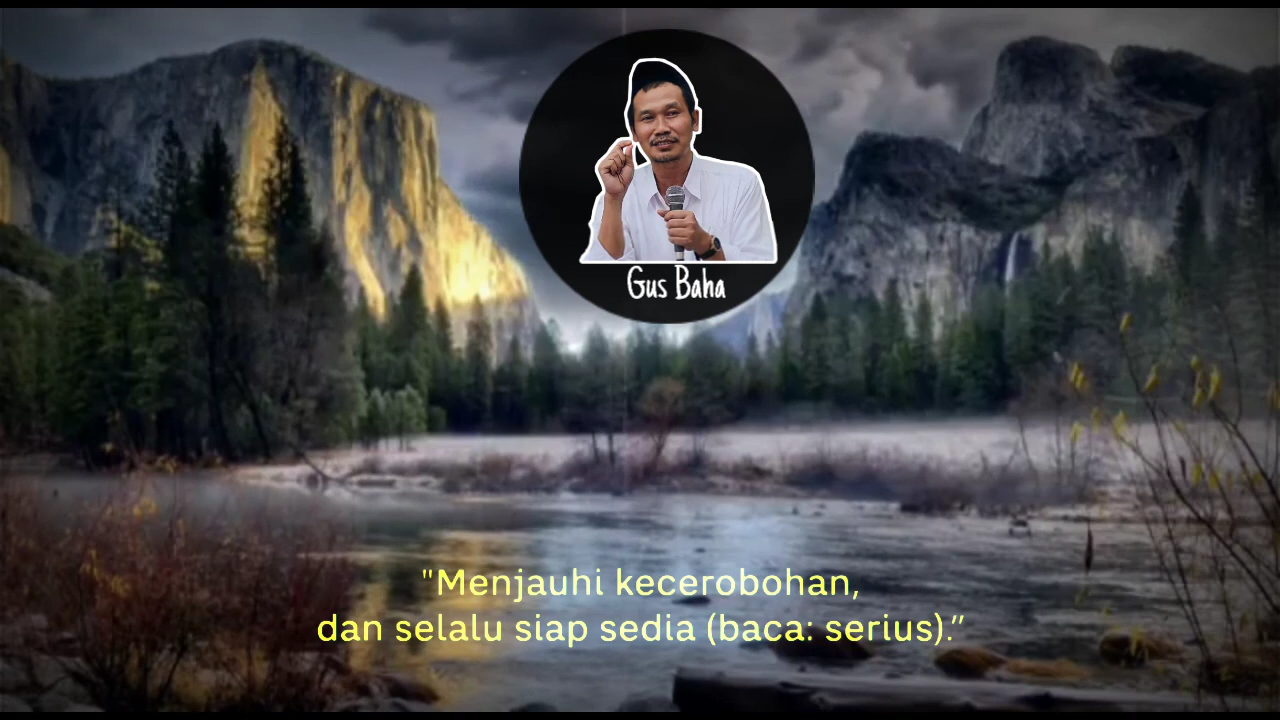 Gus Baha
"Menjauhi kecerobohan,
dan selalu siap sedia (baca: serius)."